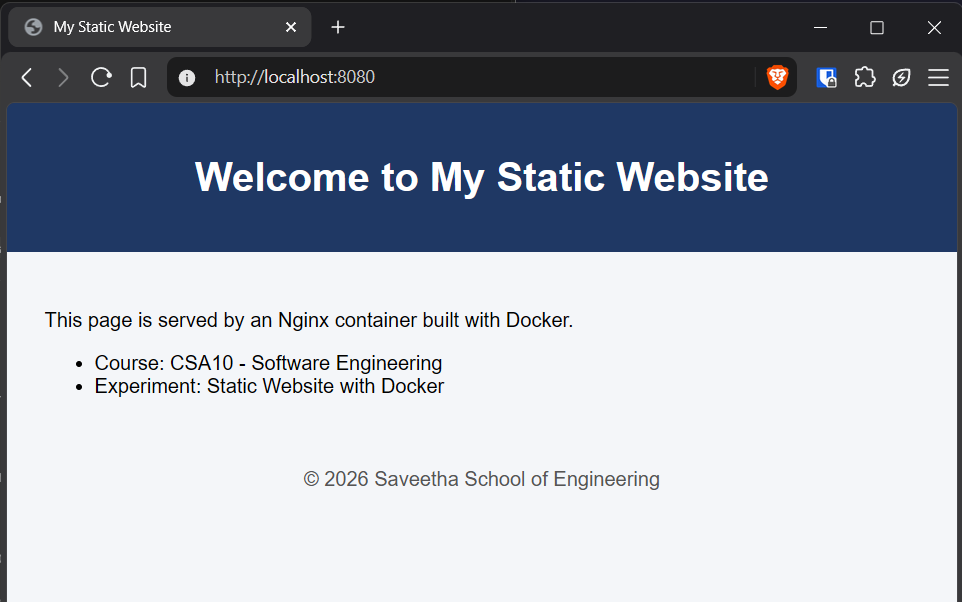 My Static Website
http://localhost:8080
Welcome to My Static Website
This page is served by an Nginx container built with Docker.
• Course: CSA10 - Software Engineering
• Experiment: Static Website with Docker
© 2026 Saveetha School of Engineering